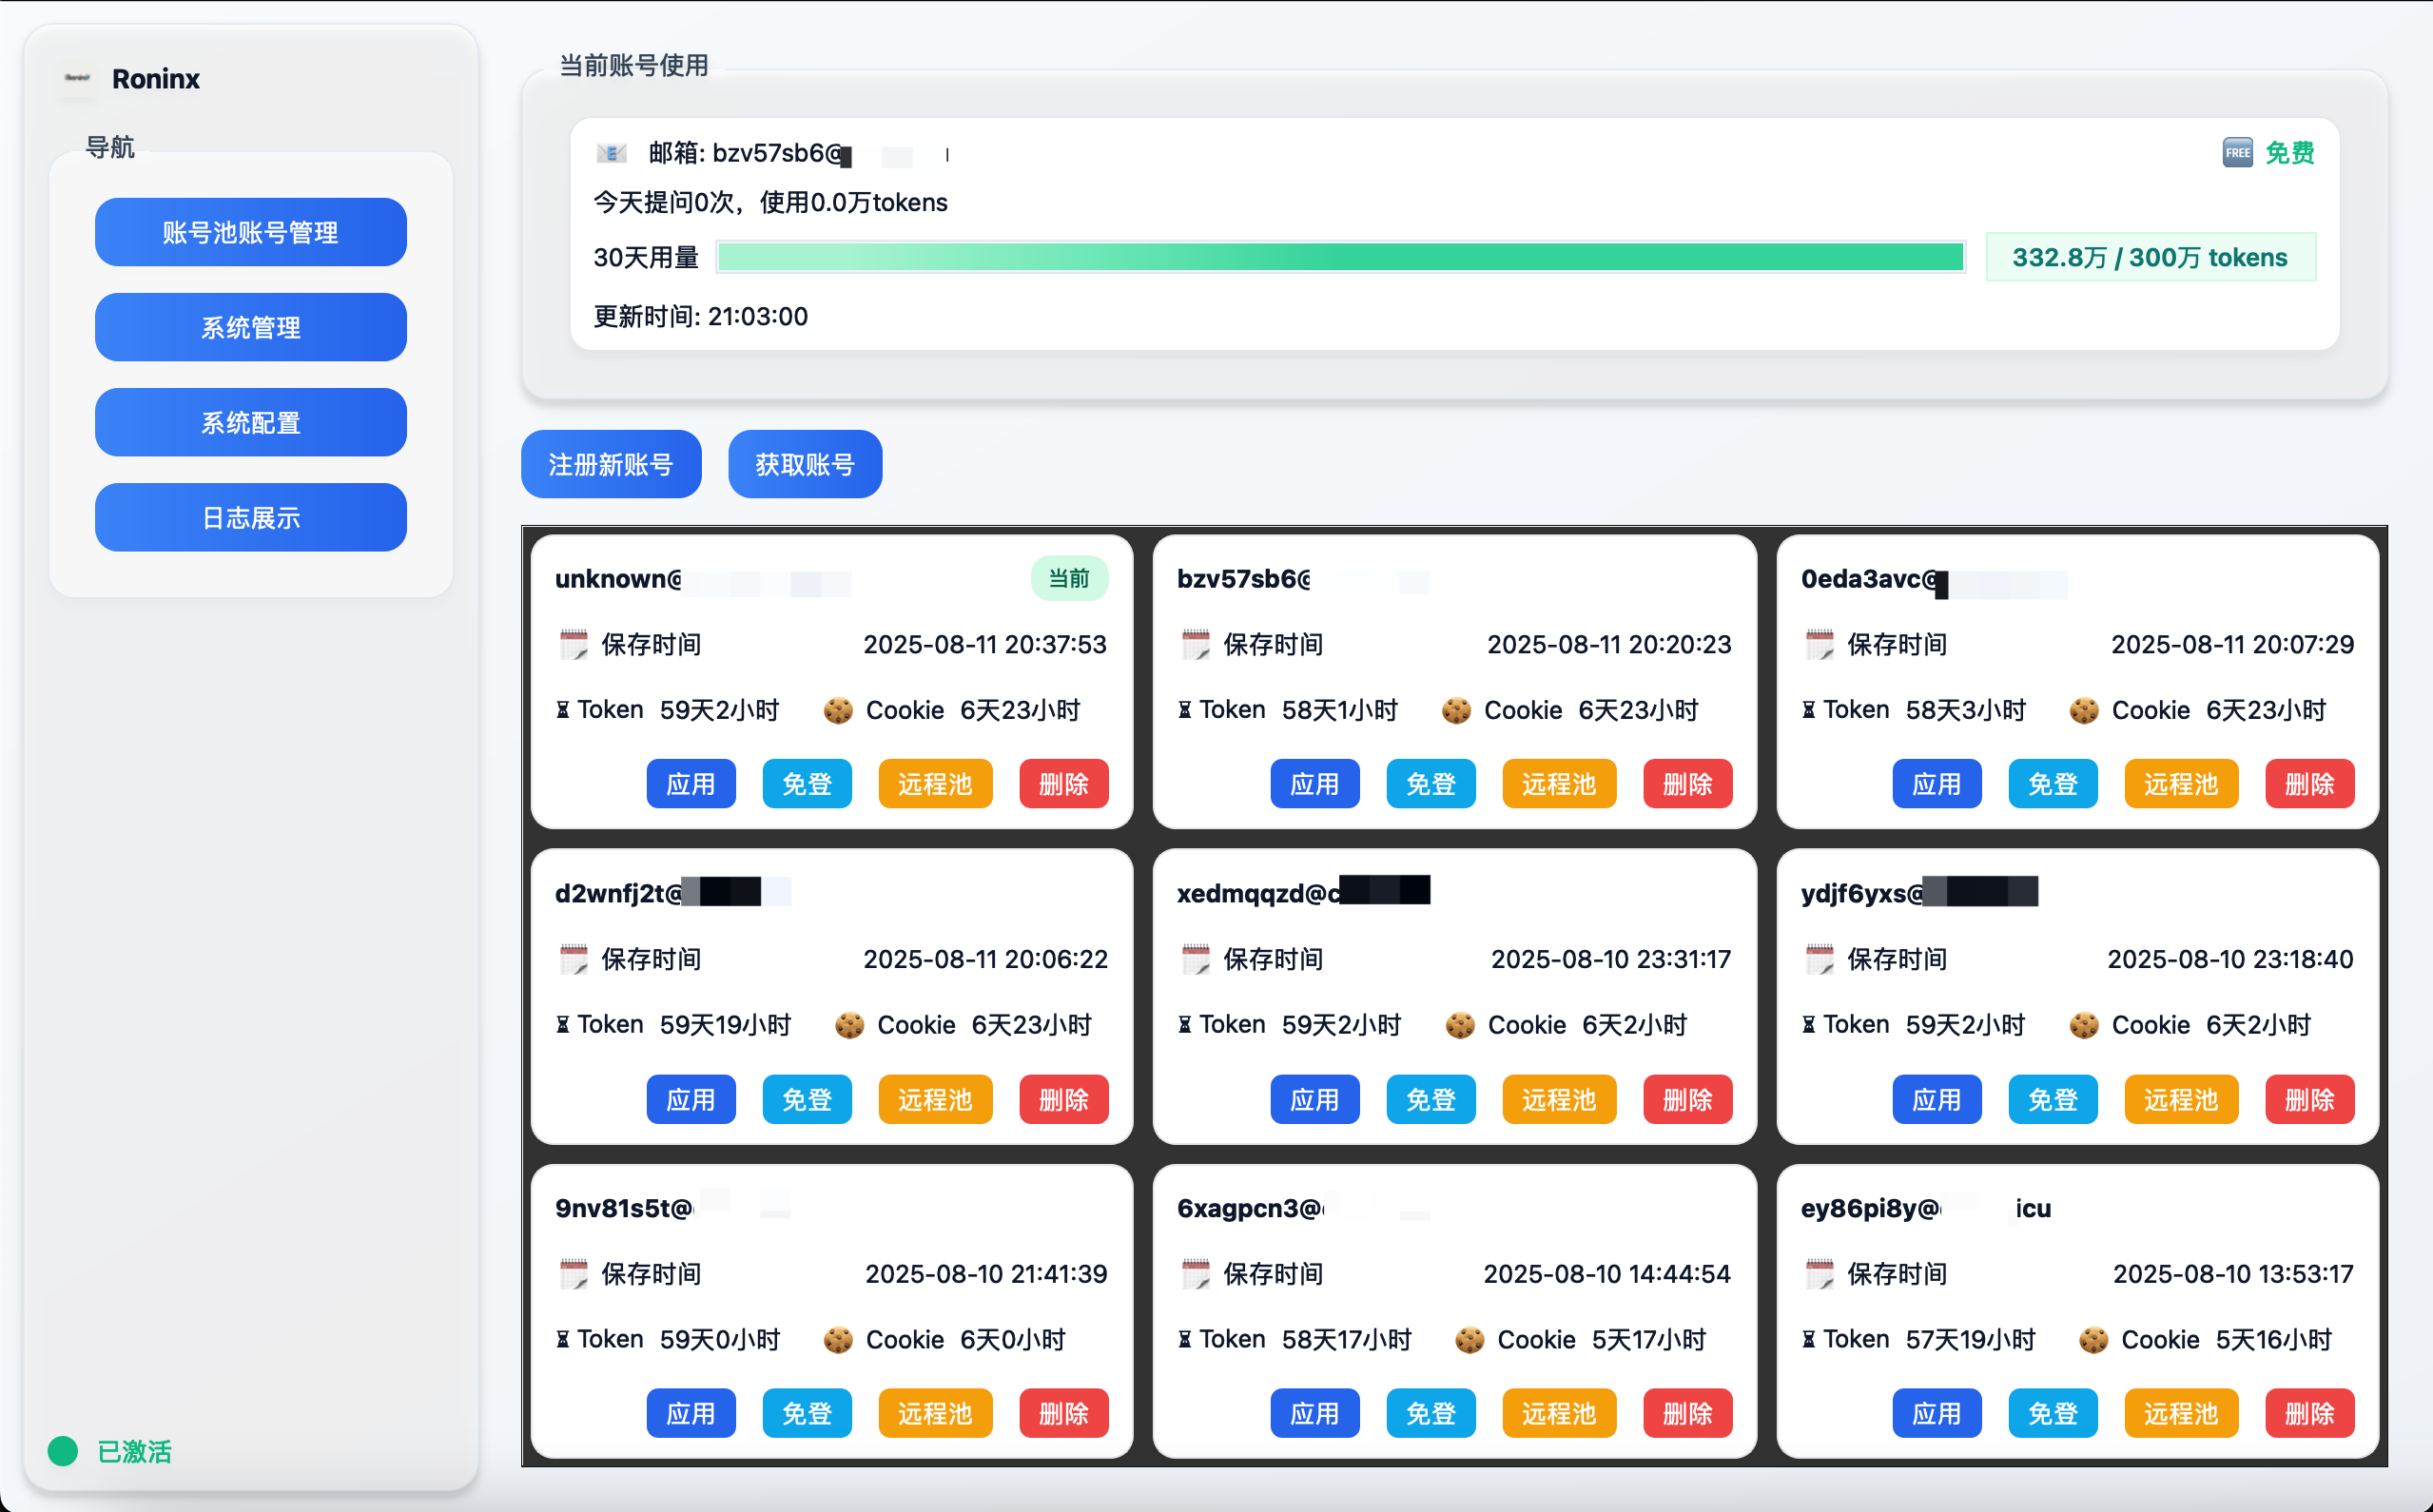 Roninx
导航
账号池账号管理
系统管理
系统配置
日志展示
已激活
当前账号使用
邮箱: bzv57sb6@
FREE 免费
今天提问0次，使用0.0万tokens
30天用量 332.8万 / 300万 tokens
更新时间: 21:03:00
注册新账号 获取账号
unknown@ 当前
保存时间 2025-08-11 20:37:53
Token 59天2小时 Cookie 6天23小时
应用 免登 远程池 删除
bzv57sb6@
保存时间 2025-08-11 20:20:23
Token 58天1小时 Cookie 6天23小时
应用 免登 远程池 删除
0eda3avc@
保存时间 2025-08-11 20:07:29
Token 58天3小时 Cookie 6天23小时
应用 免登 远程池 删除
d2wnfj2t@
保存时间 2025-08-11 20:06:22
Token 59天19小时 Cookie 6天23小时
应用 免登 远程池 删除
xedmqqzd@c
保存时间 2025-08-10 23:31:17
Token 59天2小时 Cookie 6天2小时
应用 免登 远程池 删除
ydjf6yxs@
保存时间 2025-08-10 23:18:40
Token 59天2小时 Cookie 6天2小时
应用 免登 远程池 删除
9nv81s5t@
保存时间 2025-08-10 21:41:39
Token 59天0小时 Cookie 6天0小时
应用 免登 远程池 删除
6xagpcn3@
保存时间 2025-08-10 14:44:54
Token 58天17小时 Cookie 5天17小时
应用 免登 远程池 删除
ey86pi8y@ icu
保存时间 2025-08-10 13:53:17
Token 57天19小时 Cookie 5天16小时
应用 免登 远程池 删除